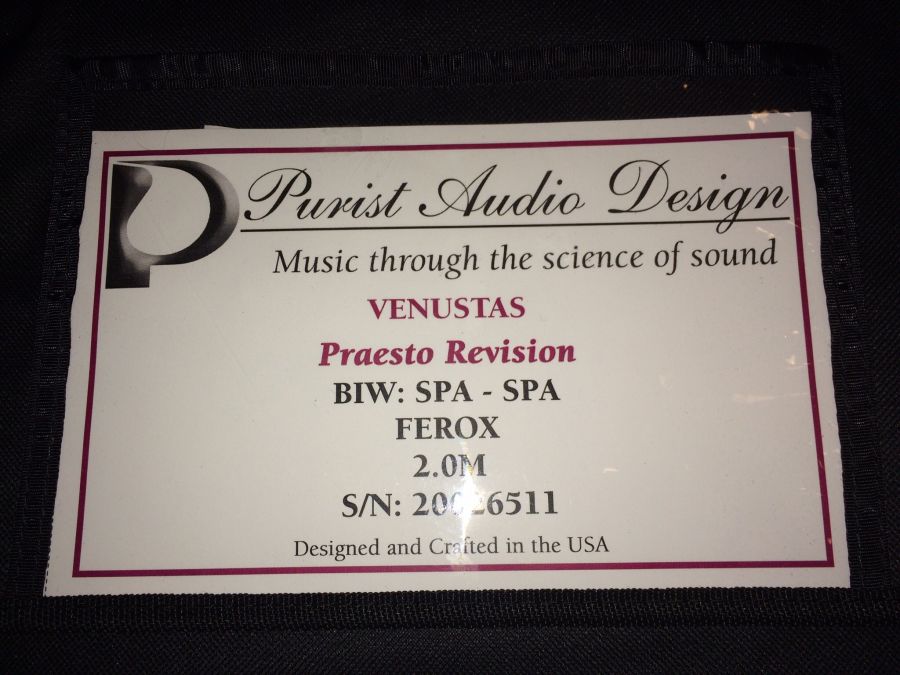 Purist Audio Design
Music through the science of sound
VENUSTAS
Praesto Revision
BIW: SPA - SPA
FEROX
2.0M
S/N:
Designed and Crafted in the USA